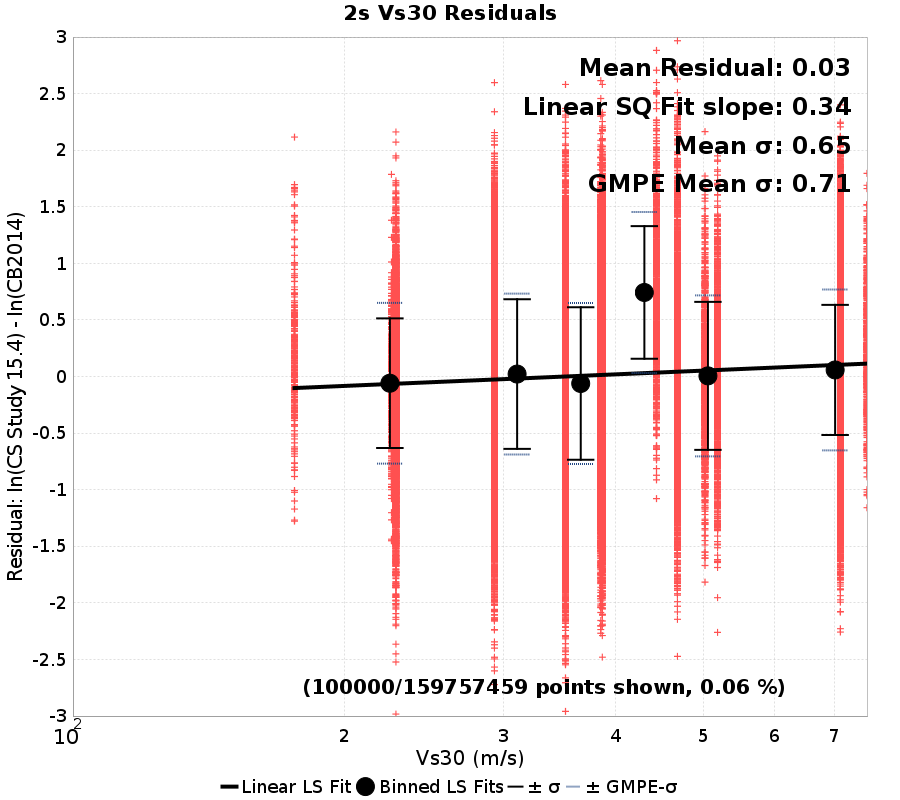 2s Vs30 Residuals
Mean Residual: 0.03
Linear SQ Fit slope: 0.34
Mean σ: 0.65
GMPE Mean σ: 0.71
3
2.5
2
1.5
1
0.5
0
-0.5
-1
-1.5
-2
-2.5
-3
Residual: ln(CS Study 15.4) - ln(CB2014)
(100000/159757459 points shown, 0.06 %)
10²
2
3
4
5
6
7
Vs30 (m/s)
Linear LS Fit Binned LS Fits ± σ ± GMPE-σ